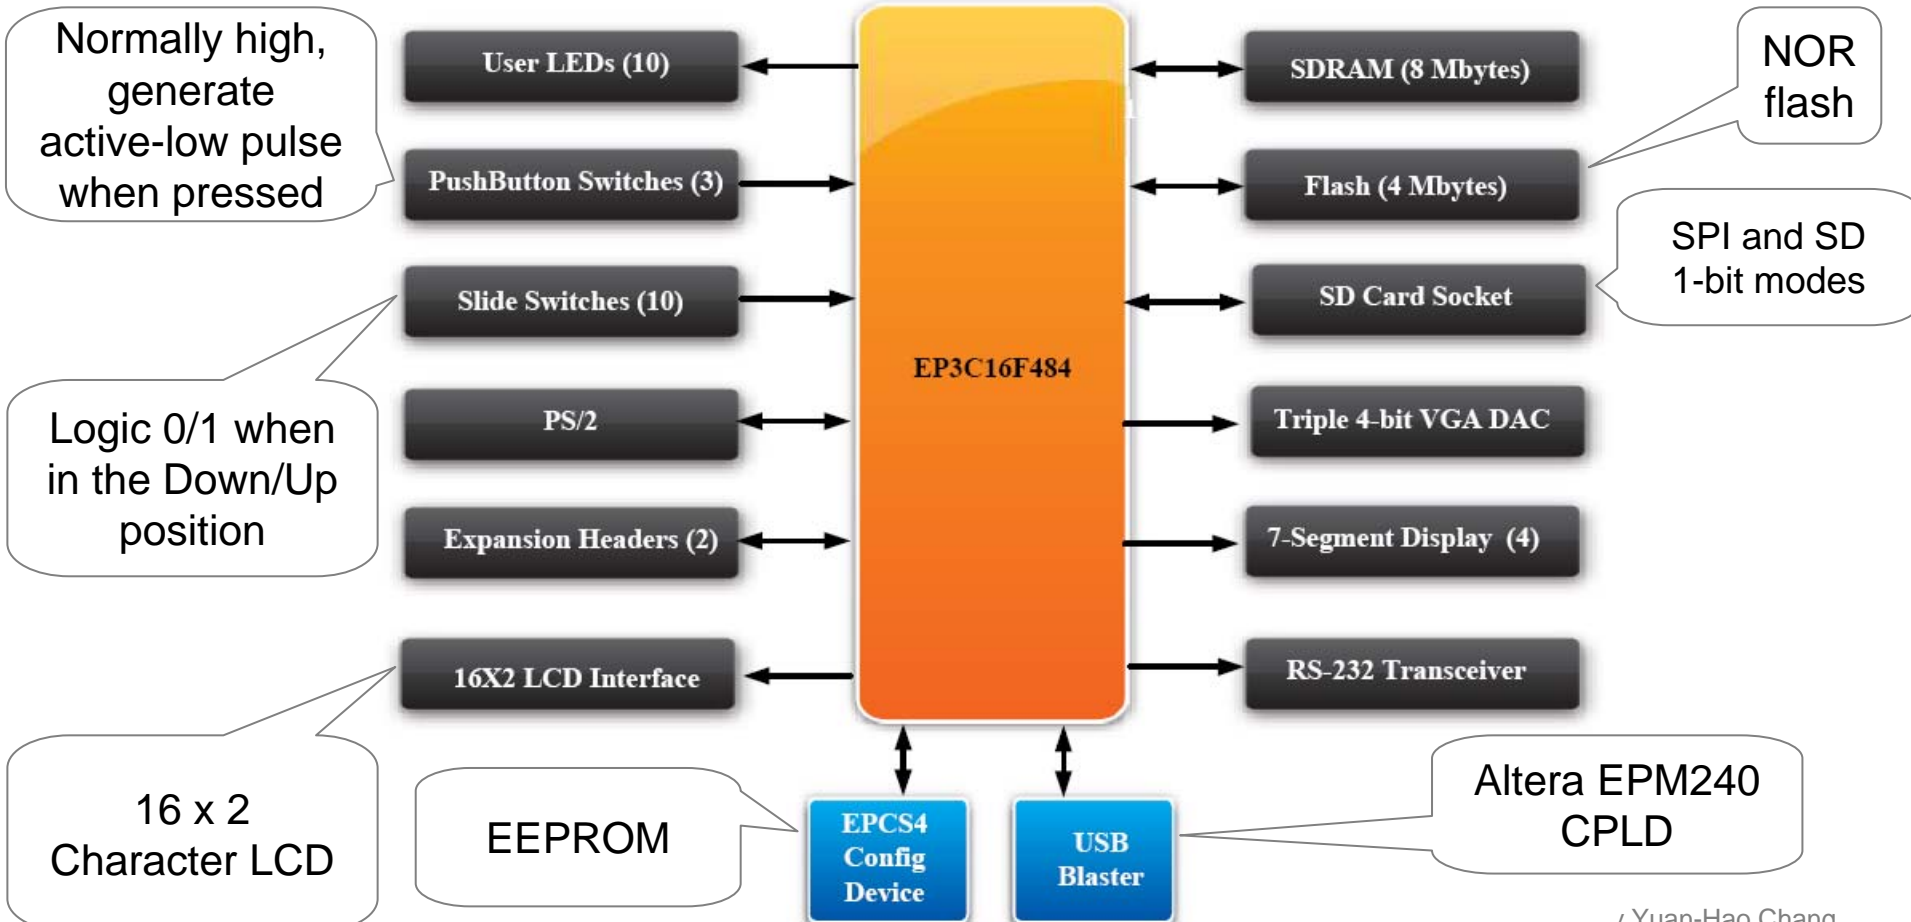 Normally high,
generate
active-low pulse
when pressed
Logic 0/1 when
in the Down/Up
position
16 x 2
Character LCD
User LEDs (10)
PushButton Switches (3)
Slide Switches (10)
PS/2
Expansion Headers (2)
16X2 LCD Interface
EEPROM
EP3C16F484
1
EPCS4
Config
Device
USB
Blaster
SDRAM (8 Mbytes)
Flash (4 Mbytes)
SD Card Socket
Triple 4-bit VGA DAC
7-Segment Display (4)
RS-232 Transceiver
NOR
flash
SPI and SD
1-bit modes
Altera EPM240
CPLD
Yuan-Hao Chang